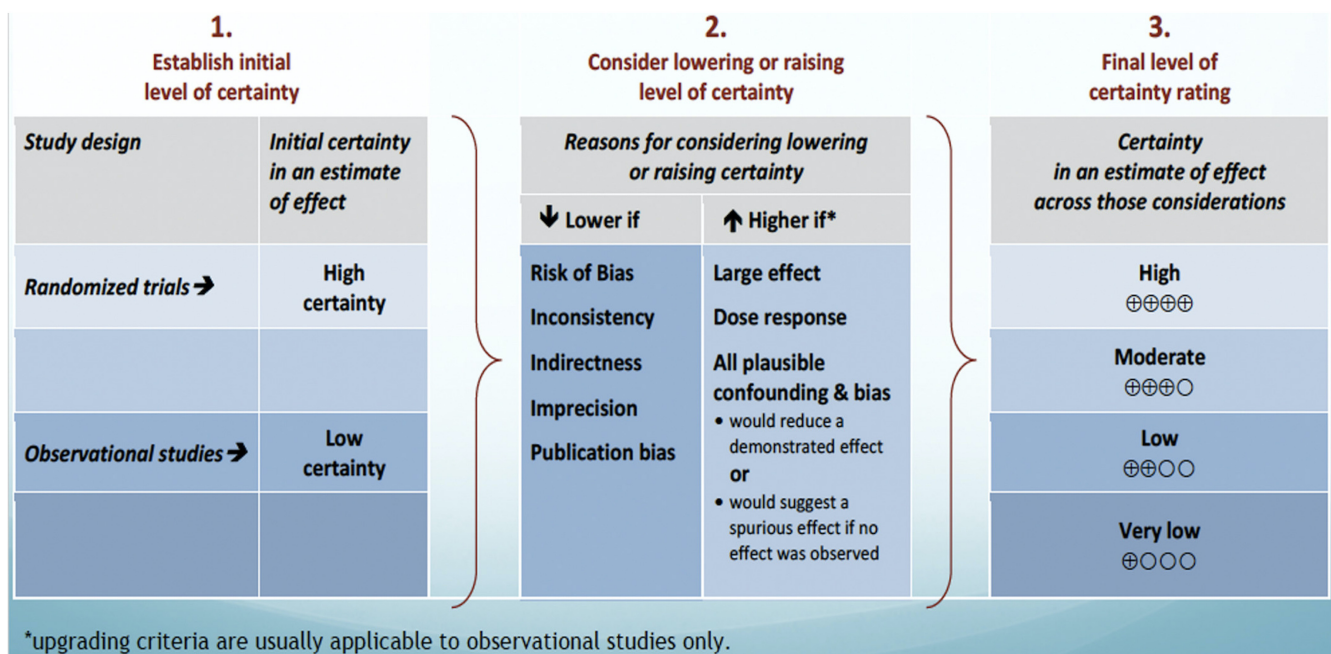 1.
Establish initial
level of certainty
Study design
Initial certainty
in an estimate
of effect
Randomized trials ➔
High
certainty
Observational studies ➔
Low
certainty
2.
Consider lowering or raising
level of certainty
Reasons for considering lowering
or raising certainty
🡻 Lower if
🡹 Higher if*
Risk of Bias
Inconsistency
Indirectness
Imprecision
Publication bias
Large effect
Dose response
All plausible
confounding & bias
• would reduce a
demonstrated effect
or
• would suggest a
spurious effect if no
effect was observed
3.
Final level of
certainty rating
Certainty
in an estimate of effect
across those considerations
High
⊕⊕⊕⊕
Moderate
⊕⊕⊕○
Low
⊕⊕○○
Very low
⊕○○○
*upgrading criteria are usually applicable to observational studies only.